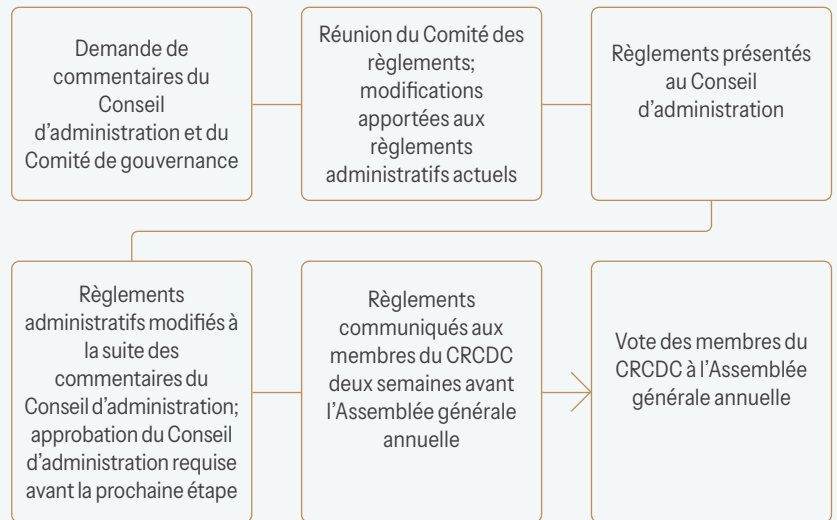 Demande de
commentaires du
Conseil
d'administration et du
Comité de gouvernance
Réunion du Comité des
règlements;
modifications
apportées aux
règlements
administratifs actuels
Règlements présentés
au Conseil
d'administration
Règlements
administratifs modifiés à
la suite des
commentaires du
Conseil d'administration;
approbation du Conseil
d'administration requise
avant la prochaine étape
Règlements
communiqués aux
membres du CRCDC
deux semaines avant
l'Assemblée générale
annuelle
Vote des membres du
CRCDC à l'Assemblée
générale annuelle